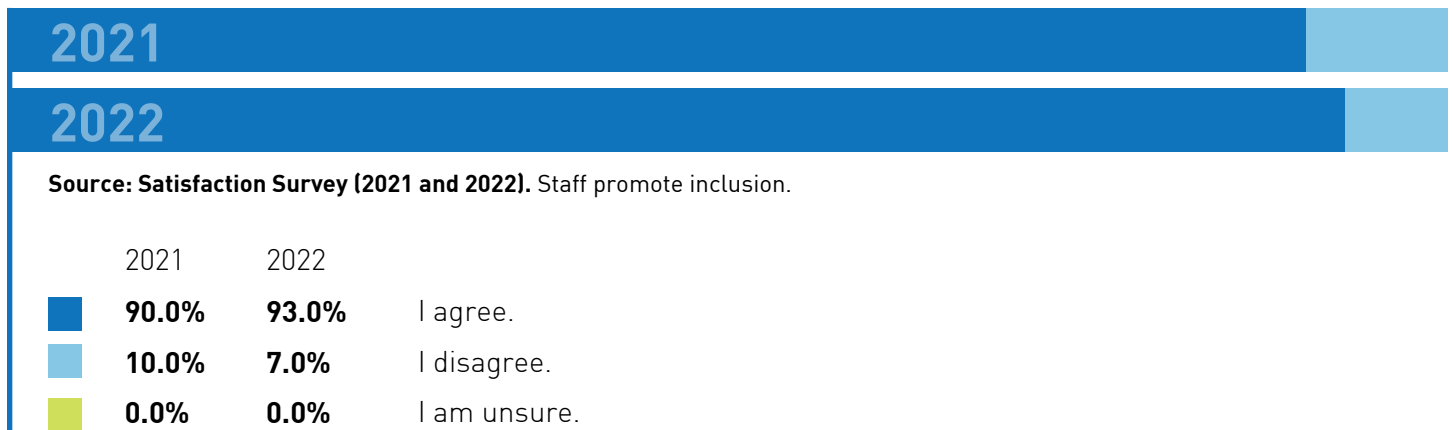 2021
2022
Source: Satisfaction Survey (2021 and 2022). Staff promote inclusion.
2021 2022
90.0% 93.0% I agree.
10.0% 7.0% I disagree.
0.0% 0.0% I am unsure.